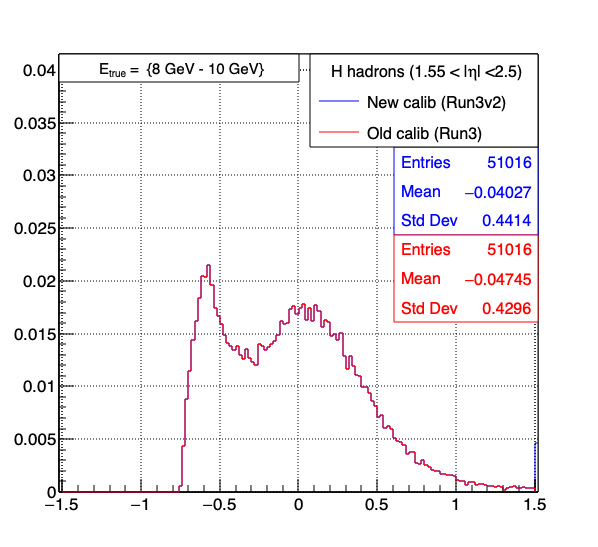 E_true = {8 GeV - 10 GeV}
H hadrons (1.55 < |η| <2.5)
New calib (Run3v2)
Old calib (Run3)
Entries 51016
Mean −0.04027
Std Dev 0.4414
Entries 51016
Mean −0.04745
Std Dev 0.4296
0.04
0.035
0.03
0.025
0.02
0.015
0.01
0.005
0
−1.5 −1 −0.5 0 0.5 1 1.5